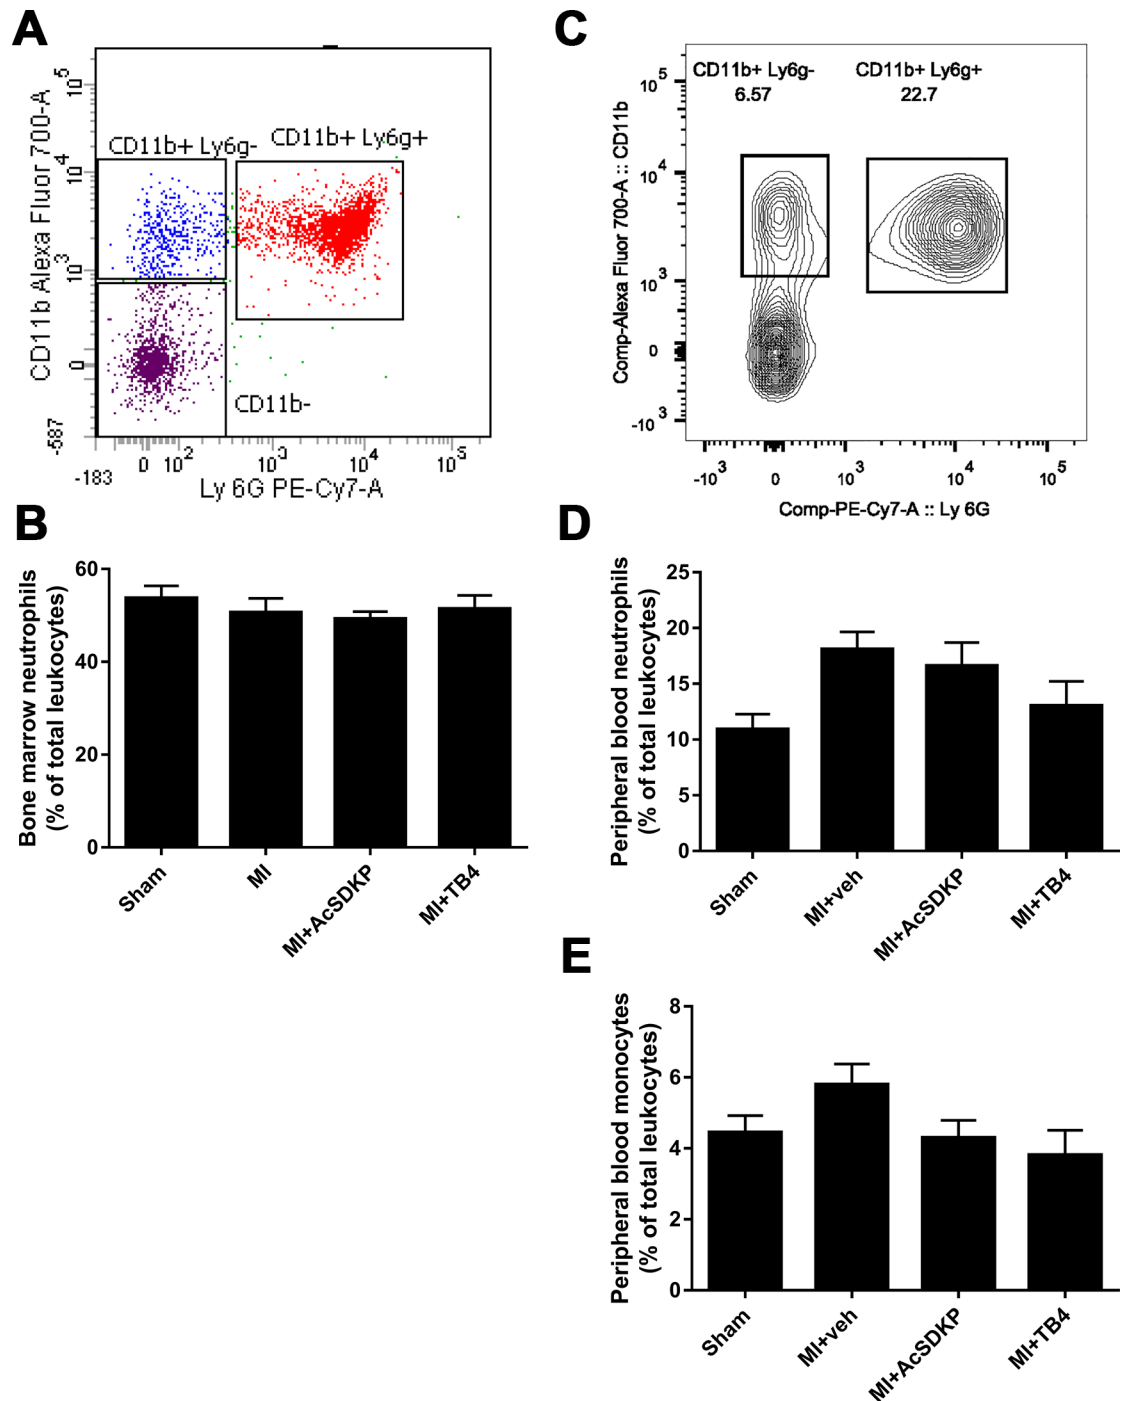 A
CD11b Alexa Fluor 700-A
10^5
10^4
10^3
0
-587
CD11b+ Ly6g-
CD11b+ Ly6g+
CD11b-
-183
0
10^2
10^3
10^4
10^5
Ly 6G PE-Cy7-A
C
CD11b+ Ly6g-
6.57
CD11b+ Ly6g+
22.7
Comp-Alexa Fluor 700-A :: CD11b
10^5
10^4
10^3
0
-10^3
-10^3
0
10^3
10^4
10^5
Comp-PE-Cy7-A :: Ly 6G
B
Bone marrow neutrophils
(% of total leukocytes)
60
40
20
0
Sham
MI
MI+AcSDKP
MI+TB4
D
Peripheral blood neutrophils
(% of total leukocytes)
25
20
15
10
5
0
Sham
MI+veh
MI+AcSDKP
MI+TB4
E
Peripheral blood monocytes
(% of total leukocytes)
8
6
4
2
0
Sham
MI+veh
MI+AcSDKP
MI+TB4